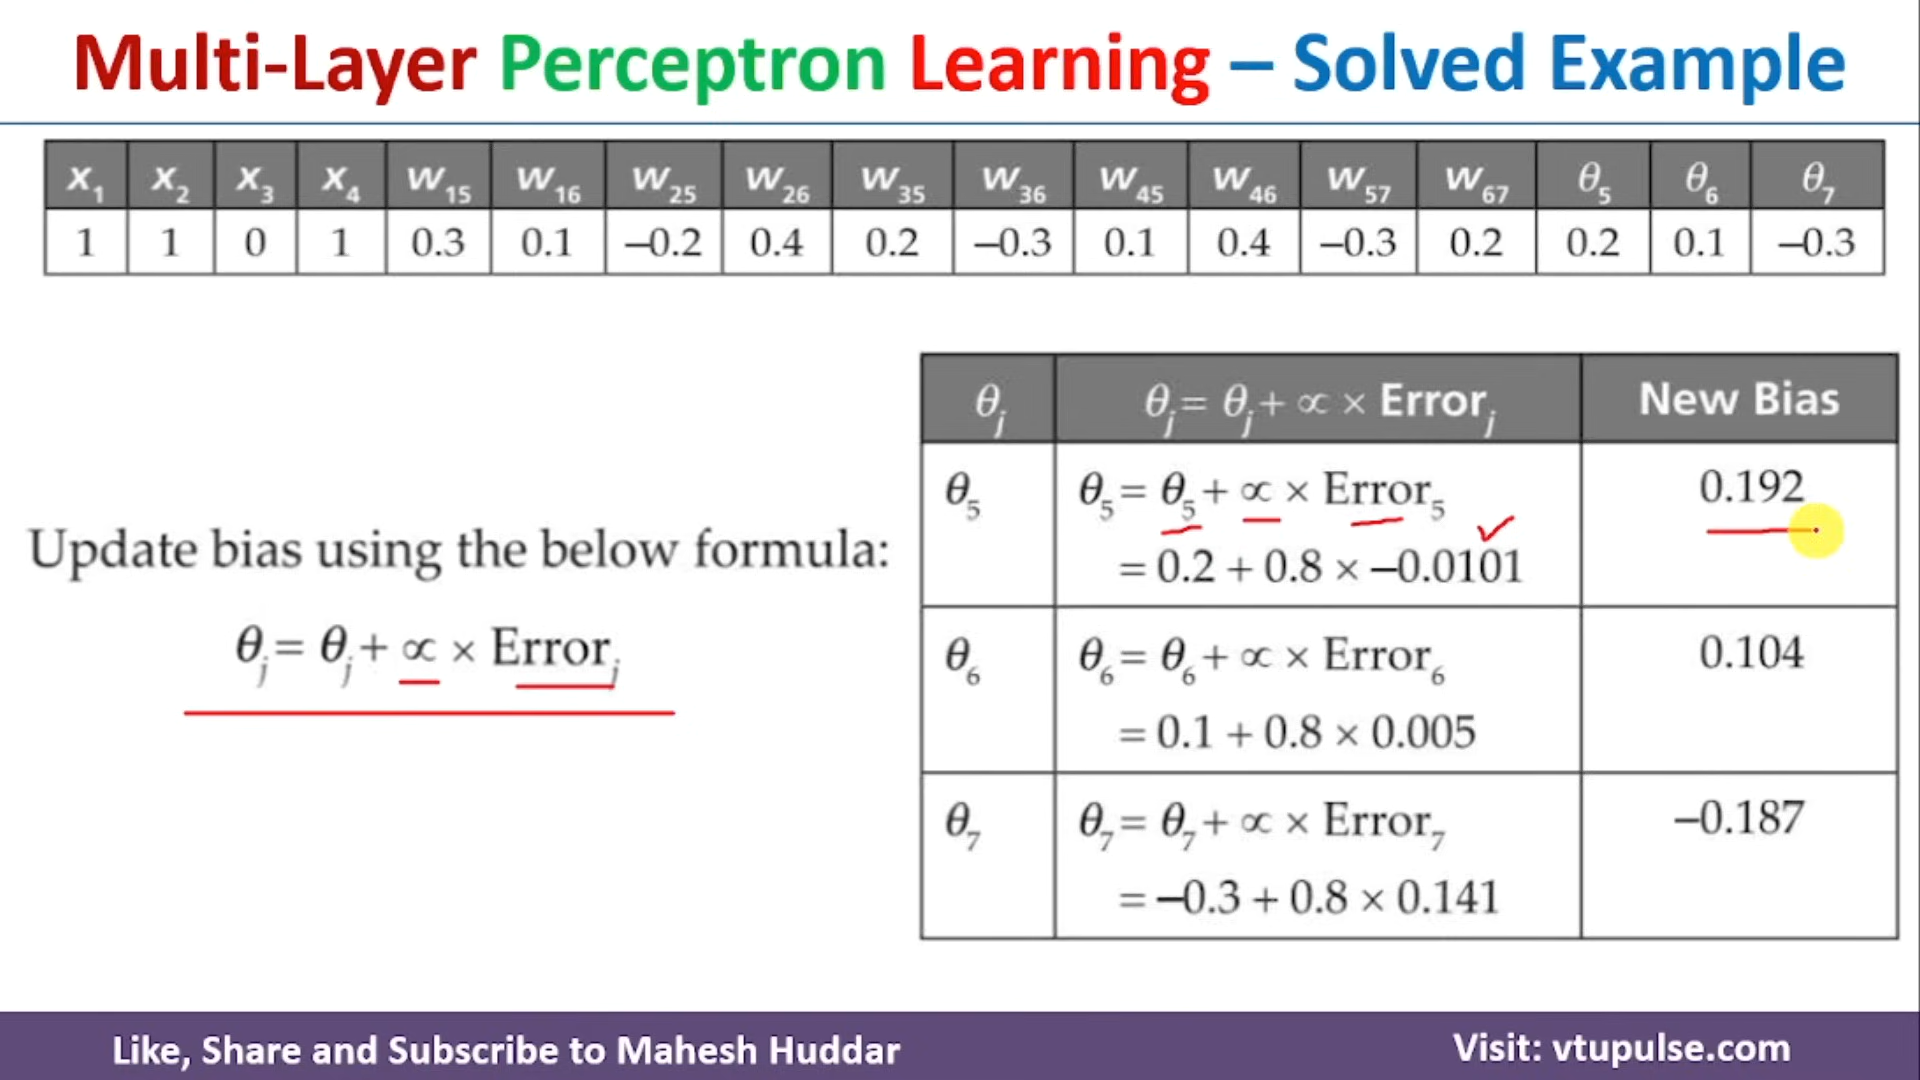 Multi-Layer Perceptron Learning – Solved Example
x₁ x₂ x₃ x₄ w₁₅ w₁₆ w₂₅ w₂₆ w₃₅ w₃₆ w₄₅ w₄₆ w₅₇ w₆₇ θ₅ θ₆ θ₇
1 1 0 1 0.3 0.1 –0.2 0.4 0.2 –0.3 0.1 0.4 –0.3 0.2 0.2 0.1 –0.3
Update bias using the below formula:
θⱼ= θⱼ+ ∝ × Errorⱼ
θⱼ θⱼ= θⱼ+ ∝ × Errorⱼ New Bias
θ₅ θ₅= θ₅+ ∝ × Error₅ 0.192
= 0.2 + 0.8 × –0.0101
θ₆ θ₆= θ₆+ ∝ × Error₆ 0.104
= 0.1 + 0.8 × 0.005
θ₇ θ₇= θ₇+ ∝ × Error₇ –0.187
= –0.3 + 0.8 × 0.141
Like, Share and Subscribe to Mahesh Huddar
Visit: vtupulse.com